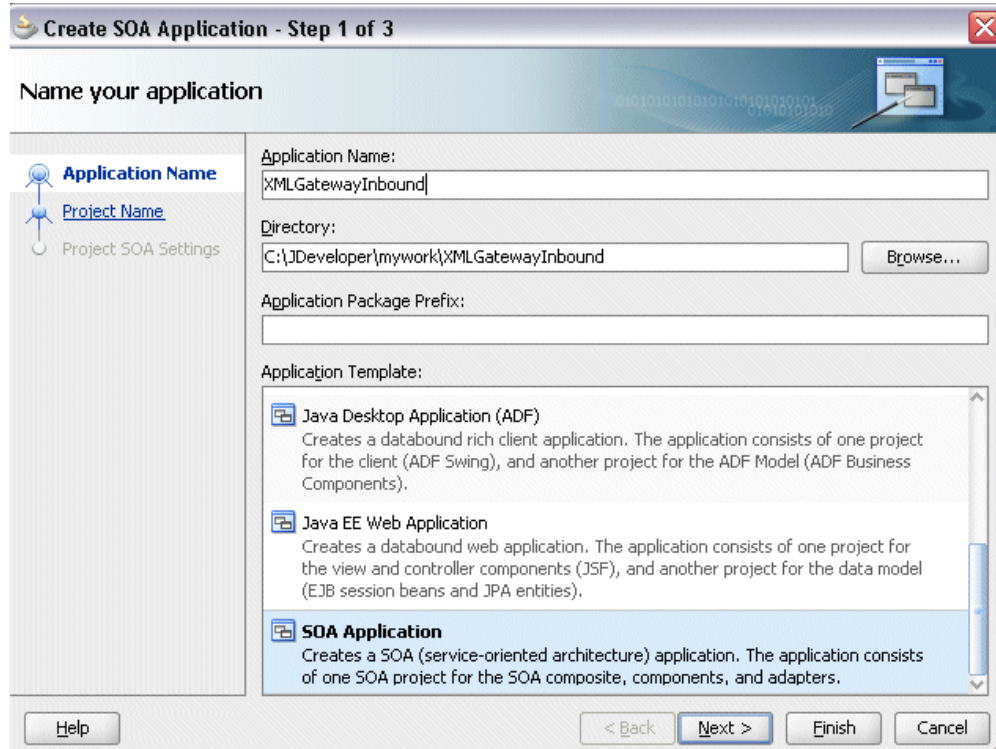 Create SOA Application - Step 1 of 3
Name your application
Application Name
Project Name
Project SOA Settings
Application Name:
XMLGatewayInbound
Directory:
C:\JDeveloper\mywork\XMLGatewayInbound
Browse...
Application Package Prefix:
Application Template:
Java Desktop Application (ADF)
Creates a databound rich client application. The application consists of one project
for the client (ADF Swing), and another project for the ADF Model (ADF Business
Components).
Java EE Web Application
Creates a databound web application. The application consists of one project for
the view and controller components (JSF), and another project for the data model
(EJB session beans and JPA entities).
SOA Application
Creates a SOA (service-oriented architecture) application. The application consists
of one SOA project for the SOA composite, components, and adapters.
Help
< Back
Next >
Finish
Cancel